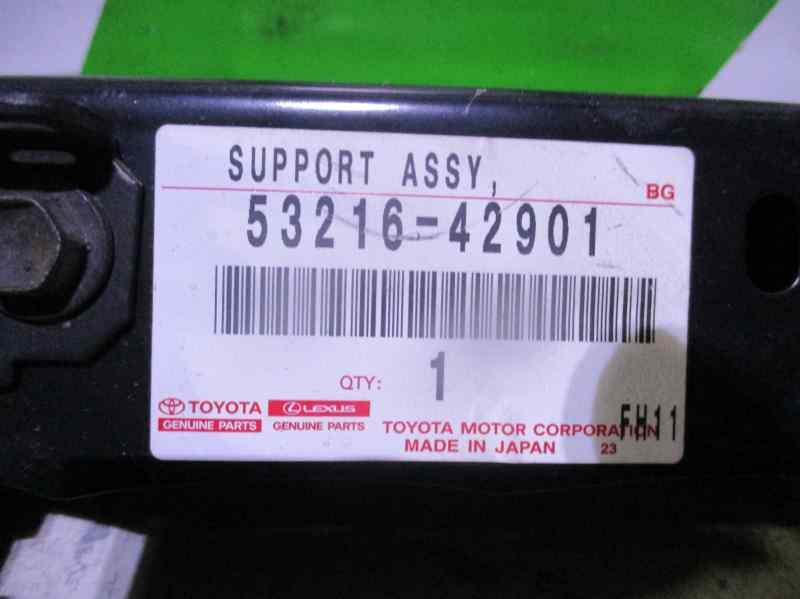 SUPPORT ASSY,
BG
53216-42901
QTY: 1
TOYOTA LEXUS
GENUINE PARTS GENUINE PARTS
TOYOTA MOTOR CORPORATION
FH11
MADE IN JAPAN 23